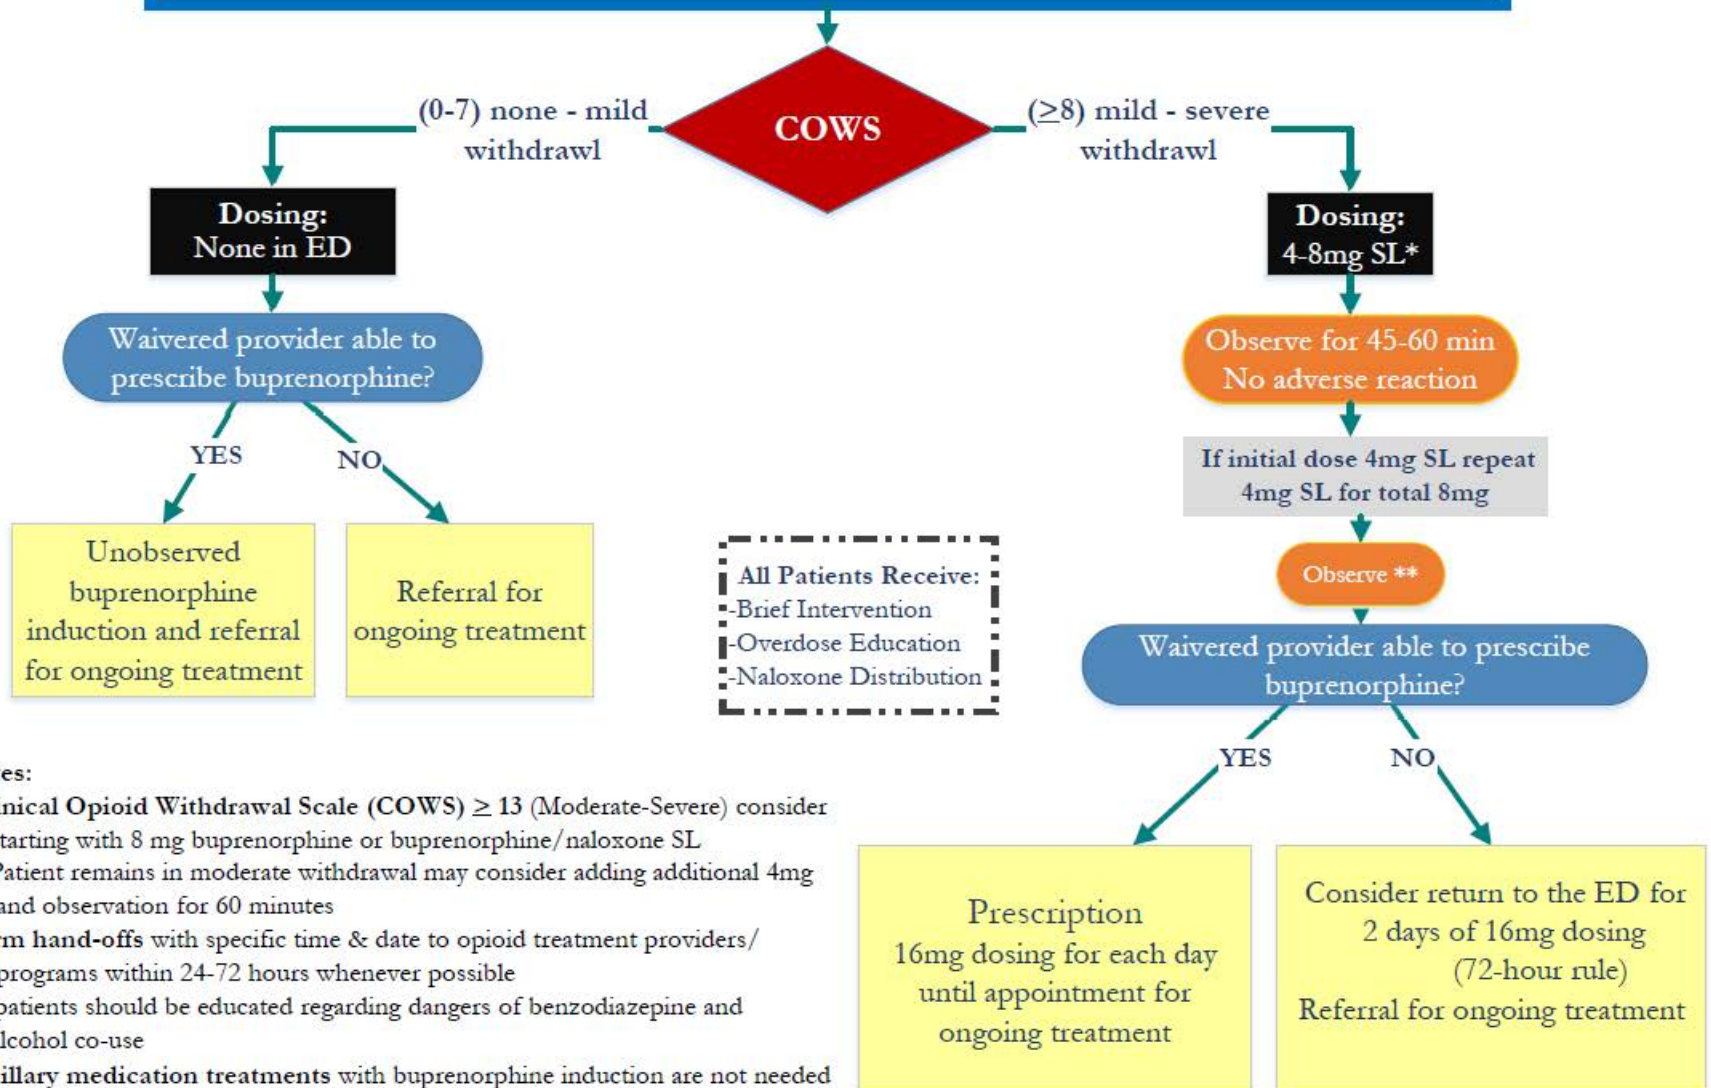 COWS
(0-7) none - mild
withdrawl
(≥8) mild - severe
withdrawl
Dosing:
None in ED
Dosing:
4-8mg SL*
Waivered provider able to
prescribe buprenorphine?
Observe for 45-60 min
No adverse reaction
YES
NO
If initial dose 4mg SL repeat
4mg SL for total 8mg
Unobserved
buprenorphine
induction and referral
for ongoing treatment
Referral for
ongoing treatment
All Patients Receive:
-Brief Intervention
-Overdose Education
-Naloxone Distribution
Observe **
Waivered provider able to prescribe
buprenorphine?
YES
NO
es:
inical Opioid Withdrawal Scale (COWS) ≥ 13 (Moderate-Severe) consider
tarting with 8 mg buprenorphine or buprenorphine/naloxone SL
Patient remains in moderate withdrawal may consider adding additional 4mg
and observation for 60 minutes
rm hand-offs with specific time & date to opioid treatment providers/
programs within 24-72 hours whenever possible
patients should be educated regarding dangers of benzodiazepine and
lcohol co-use
illary medication treatments with buprenorphine induction are not needed
Prescription
16mg dosing for each day
until appointment for
ongoing treatment
Consider return to the ED for
2 days of 16mg dosing
(72-hour rule)
Referral for ongoing treatment